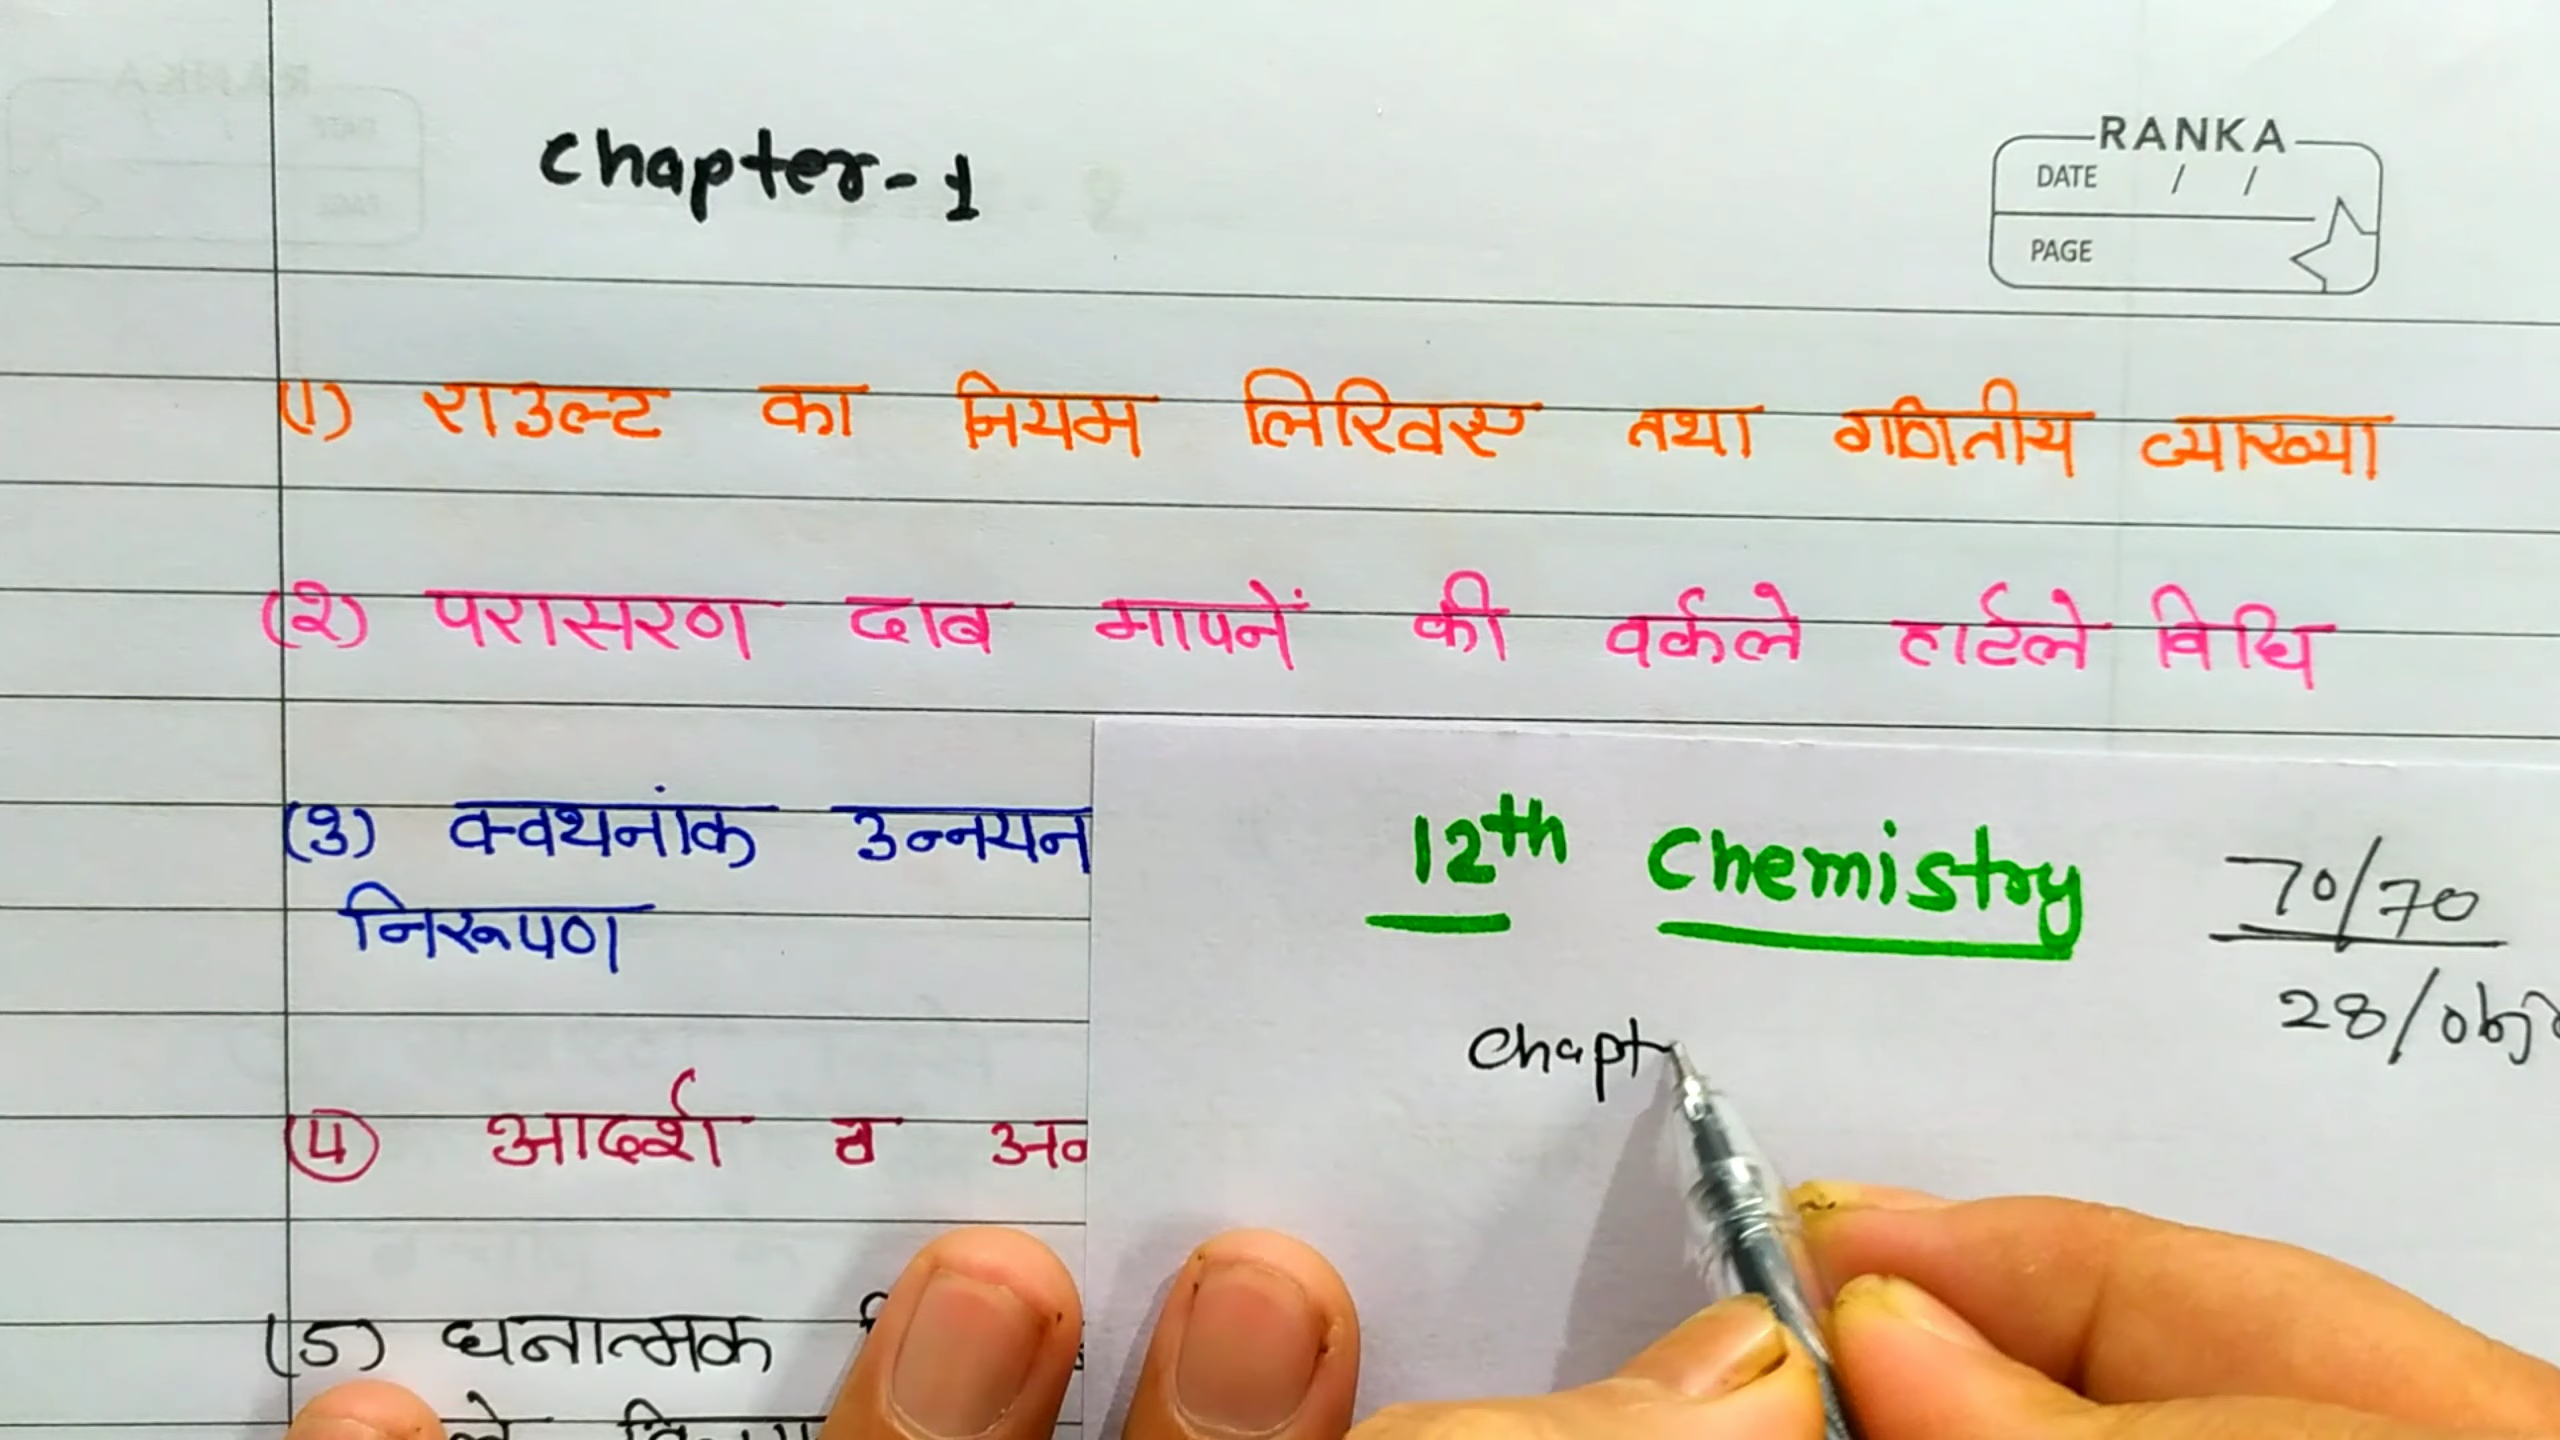 Chapter-1
RANKA
DATE / /
PAGE
(1) राउल्ट का नियम लिखिए तथा गणितीय व्याख्या
(२) परासरण दाब मापनें की वर्कले हार्टले विधि
(3) क्वथनांक उन्नयन
निरूपण
(4) आदर्श व
(5) धनात्मक
12th Chemistry
70/70
28/obj
Chapt